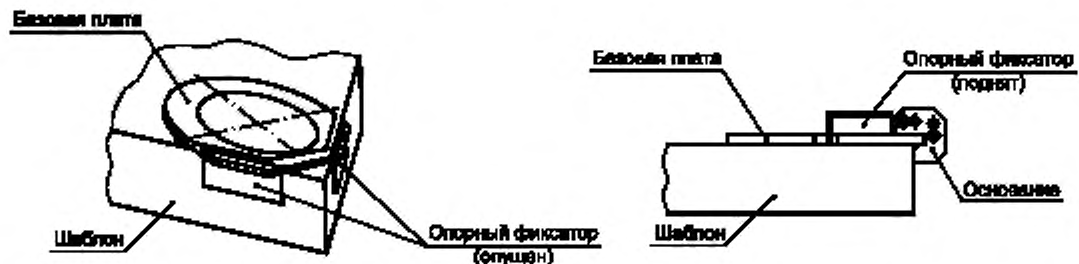 Базовая плата
Шаблон
Опорный фиксатор
(опущен)
Базовая плата
Опорный фиксатор
(поднят)
Основание
Шаблон